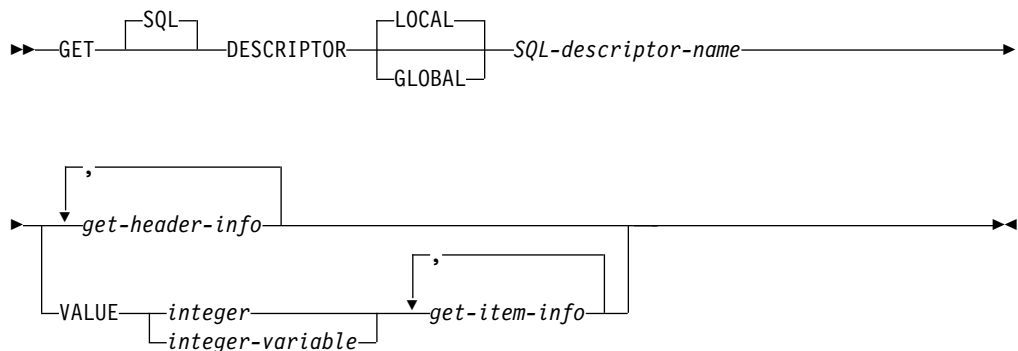 SQL LOCAL
GET DESCRIPTOR SQL-descriptor-name
GLOBAL
,
get-header-info
,
VALUE integer get-item-info
integer-variable